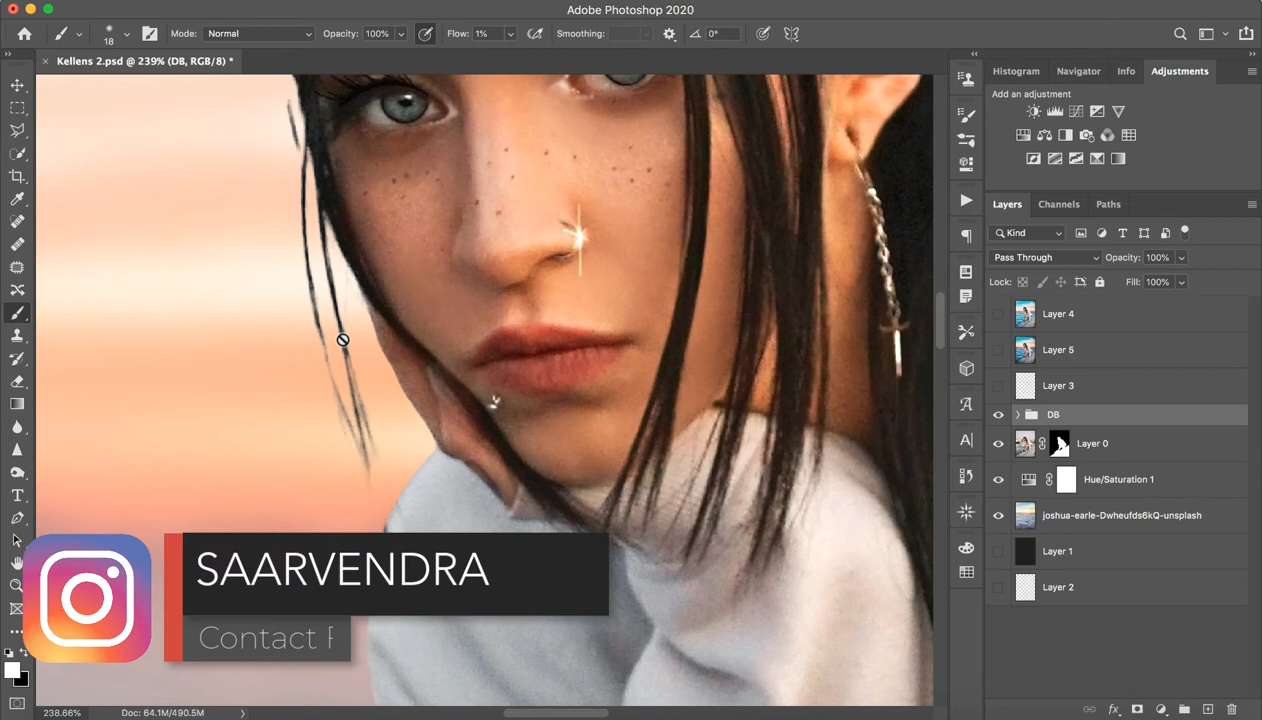 Adobe Photoshop 2020
18
Mode: Normal
Opacity: 100%
Flow: 1%
Smoothing:
0°
Kellens 2.psd @ 239% (DB, RGB/8) *
Histogram
Navigator
Info
Adjustments
Add an adjustment
Layers
Channels
Paths
Kind
Pass Through
Opacity: 100%
Lock:
Fill: 100%
Layer 4
Layer 5
Layer 3
DB
Layer 0
Hue/Saturation 1
joshua-earle-Dwheufds6kQ-unsplash
Layer 1
Layer 2
SAARVENDRA
Contact
238.66%
Doc: 64.1M/490.5M